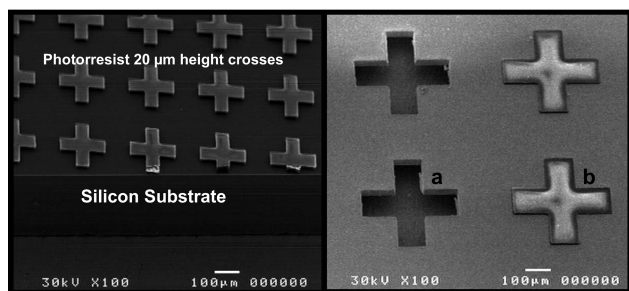 Photorresist 20 µm height crosses
Silicon Substrate
30kV X100 100µm 000000
a
b
30kV X100 100µm 000000